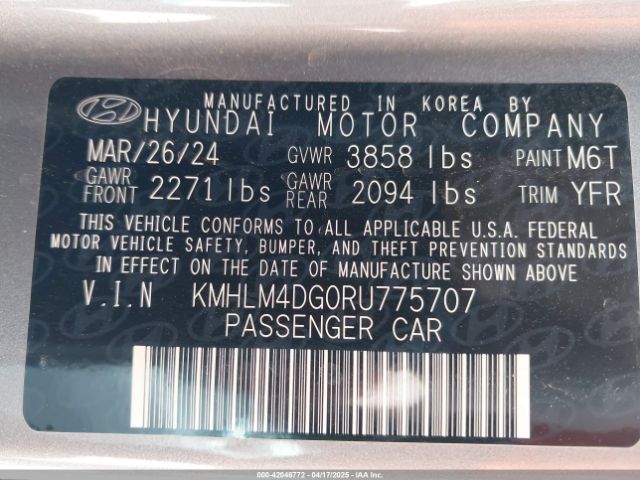 MANUFACTURED IN KOREA BY
HYUNDAI MOTOR COMPANY
MAR/26/24 GVWR 3858 lbs PAINT M6T
GAWR FRONT 2271 lbs GAWR REAR 2094 lbs TRIM YFR
THIS VEHICLE CONFORMS TO ALL APPLICABLE U.S.A. FEDERAL
MOTOR VEHICLE SAFETY, BUMPER, AND THEFT PREVENTION STANDARDS
IN EFFECT ON THE DATE OF MANUFACTURE SHOWN ABOVE
V.I.N KMHLM4DG0RU775707
PASSENGER CAR
000-42046772 - 04/17/2025 - IAA Inc.